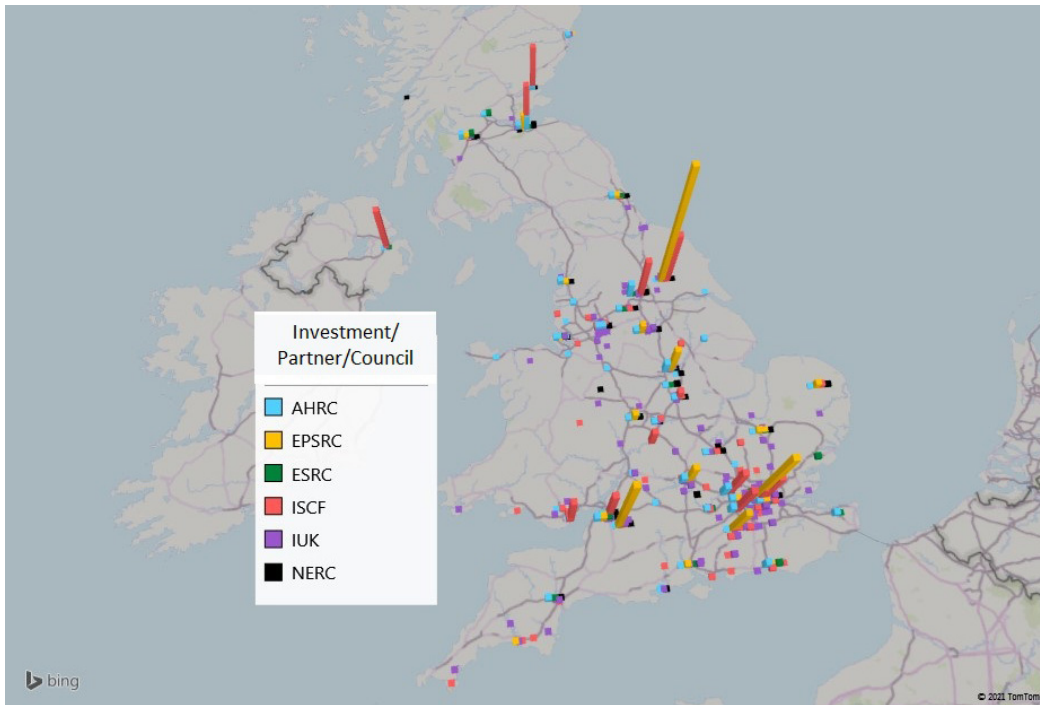 Investment/
Partner/Council
AHRC
EPSRC
ESRC
ISCF
IUK
NERC
bing
© 2021 TomTom